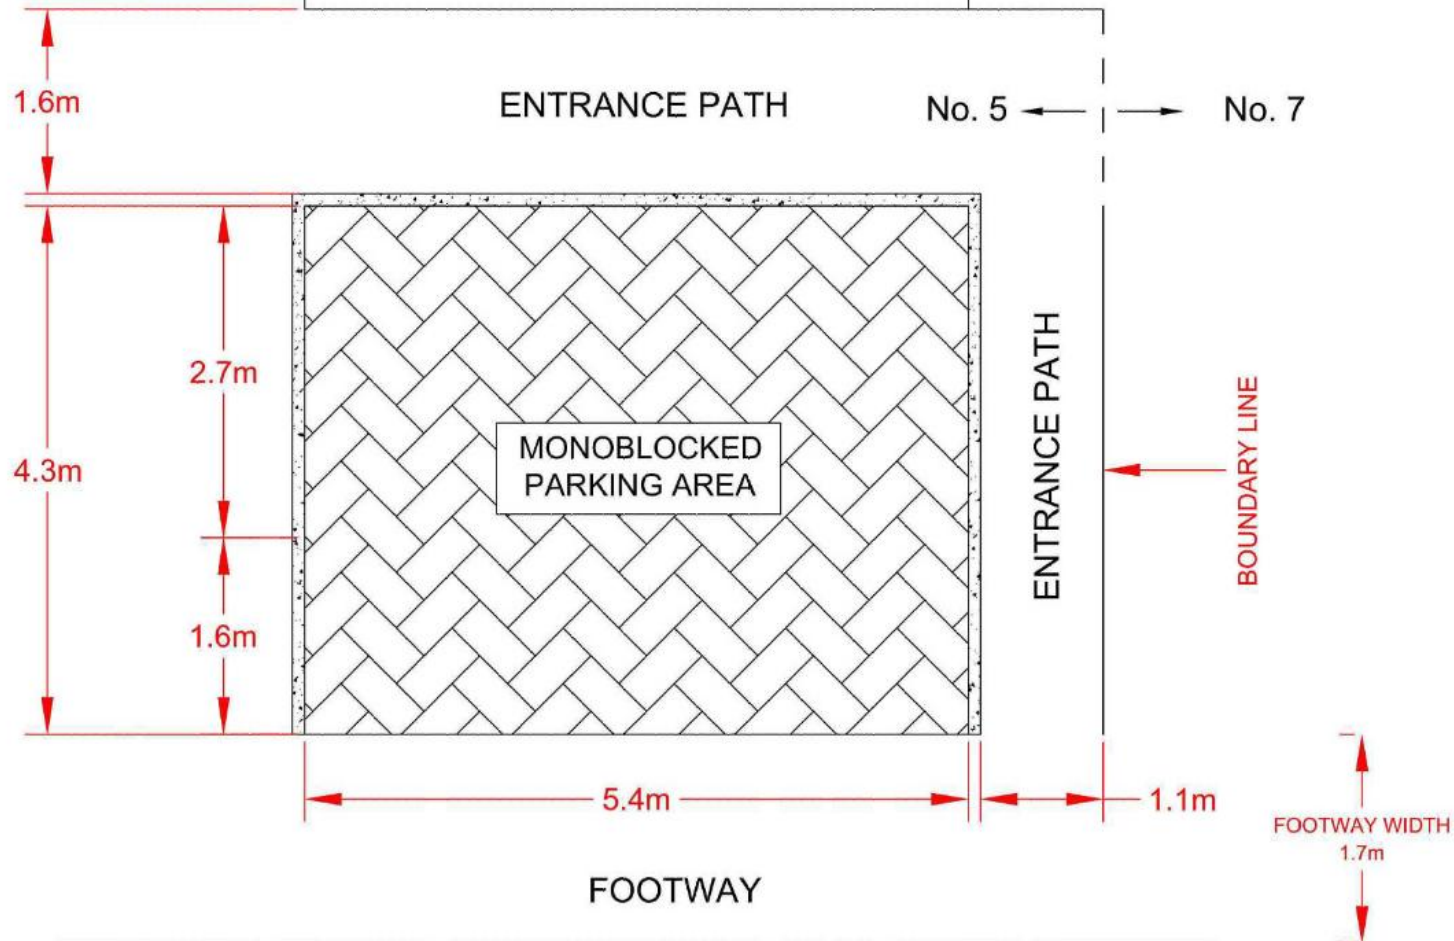 1.6m
ENTRANCE PATH
No. 5
No. 7
2.7m
4.3m
1.6m
MONOBLOCKED
PARKING AREA
ENTRANCE PATH
BOUNDARY LINE
5.4m
1.1m
FOOTWAY WIDTH
1.7m
FOOTWAY